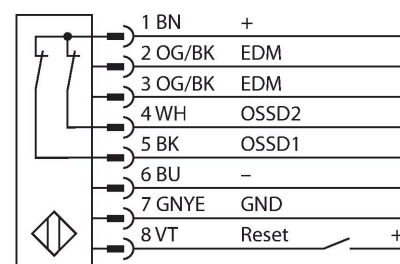 1 BN +
2 OG/BK EDM
3 OG/BK EDM
4 WH OSSD2
5 BK OSSD1
6 BU –
7 GNYE GND
8 VT Reset +